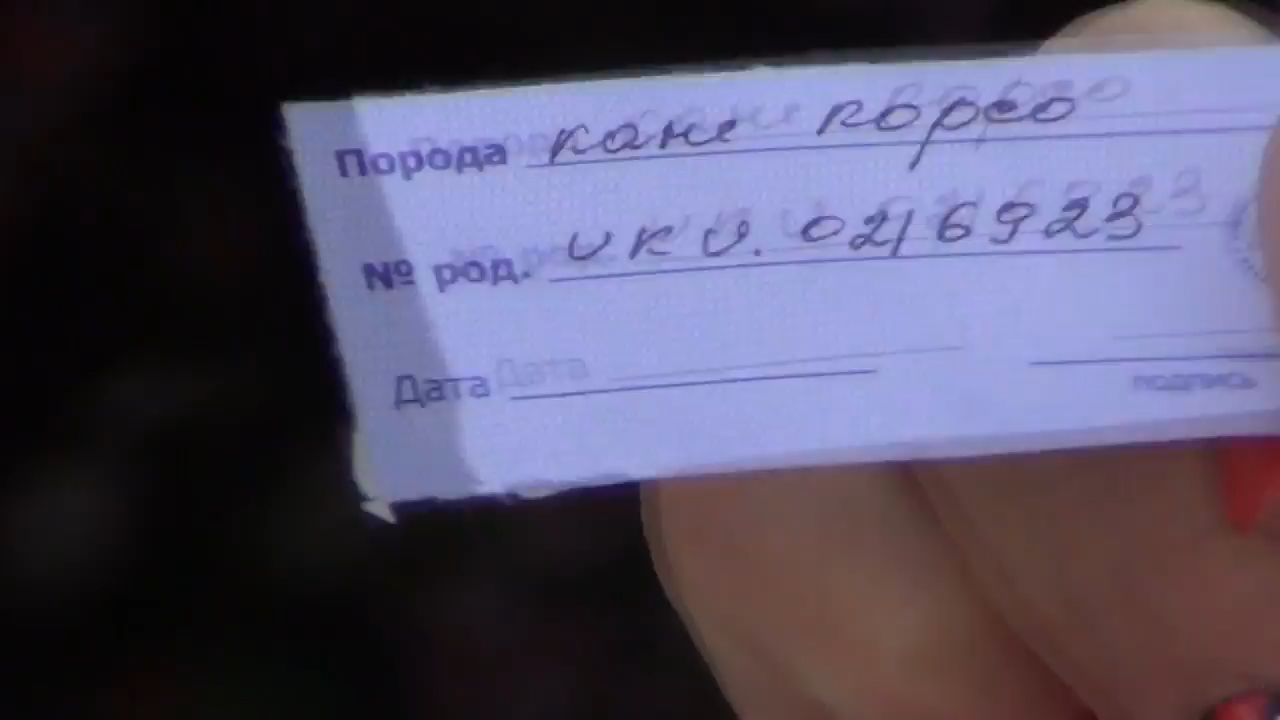 Порода кане корсо
№ род. UKU. 0216923
Дата
подпись